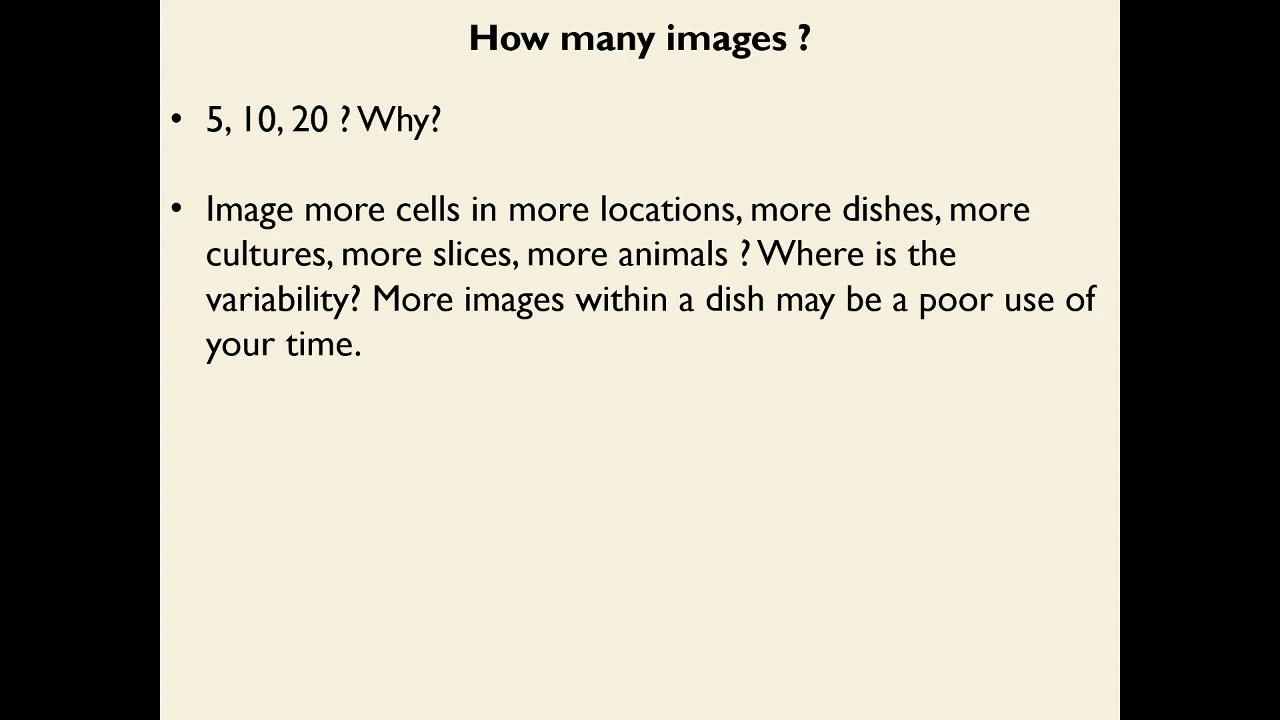 How many images ?
• 5, 10, 20 ? Why?
• Image more cells in more locations, more dishes, more
cultures, more slices, more animals ? Where is the
variability? More images within a dish may be a poor use of
your time.